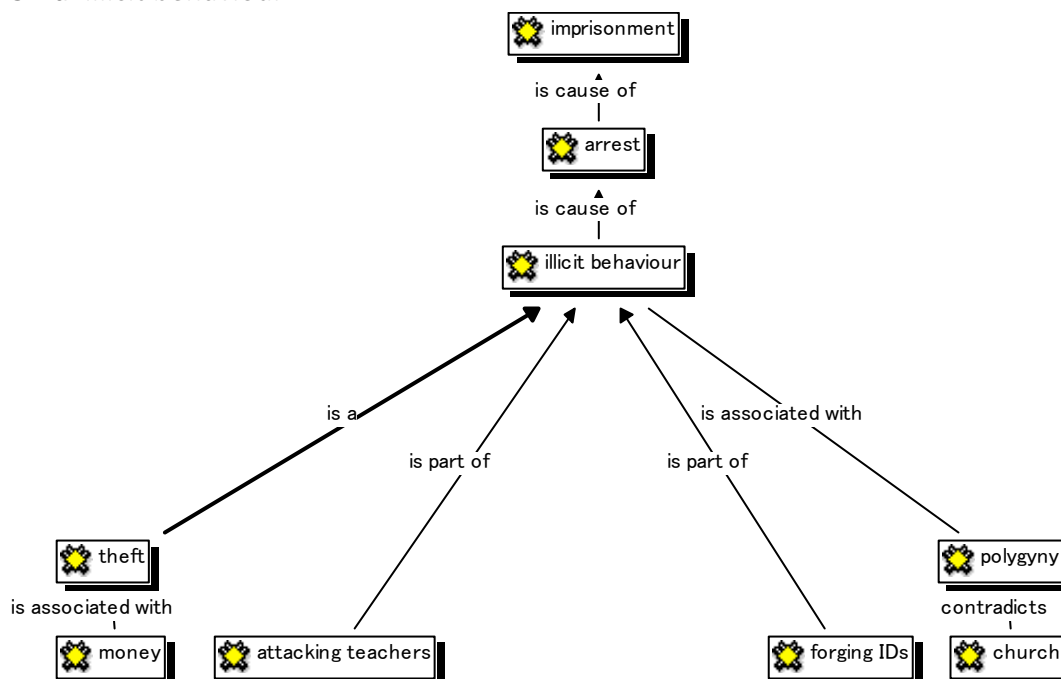 imprisonment
is cause of
arrest
is cause of
illicit behaviour
is a
is associated with
is part of
is part of
theft
polygyny
is associated with
contradicts
money
attacking teachers
forging IDs
church